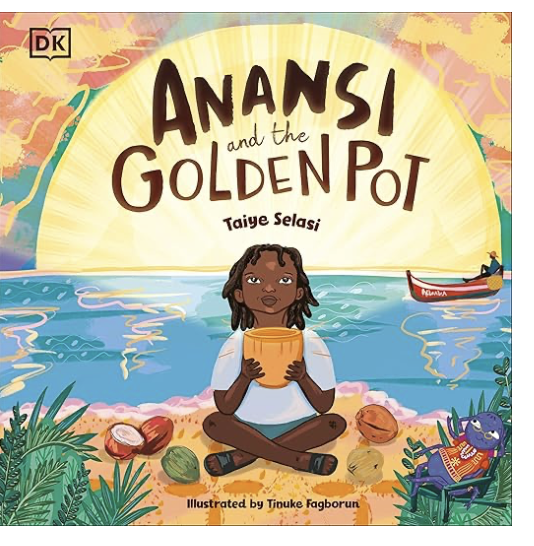 DK
ANANSI
and the
GOLDEN POT
Taiye Selasi
Illustrated by Tinuke Fagborun